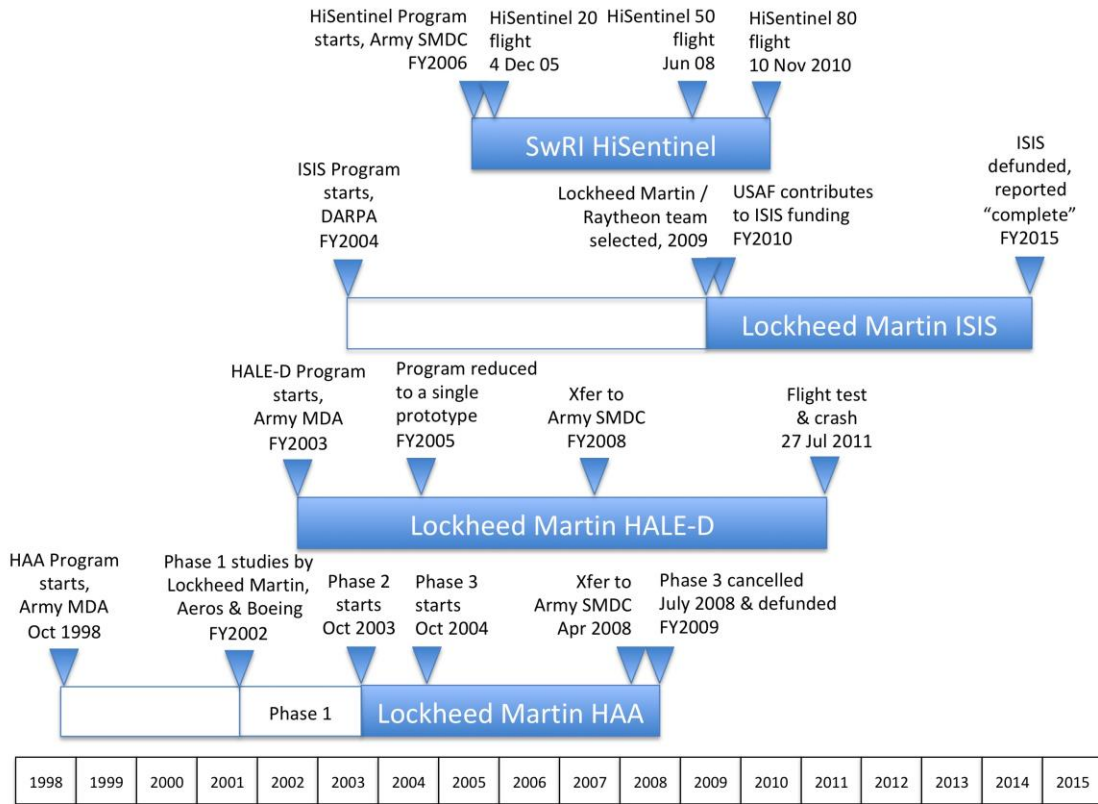 HiSentinel Program
starts, Army SMDC
FY2006
HiSentinel 20
flight
4 Dec 05
HiSentinel 50
flight
Jun 08
HiSentinel 80
flight
10 Nov 2010
SwRI HiSentinel
ISIS Program
starts,
DARPA
FY2004
Lockheed Martin /
Raytheon team
selected, 2009
USAF contributes
to ISIS funding
FY2010
ISIS
defunded,
reported
“complete”
FY2015
Lockheed Martin ISIS
HALE-D Program
starts,
Army MDA
FY2003
Program reduced
to a single
prototype
FY2005
Xfer to
Army SMDC
FY2008
Flight test
& crash
27 Jul 2011
Lockheed Martin HALE-D
HAA Program
starts,
Army MDA
Oct 1998
Phase 1 studies by
Lockheed Martin,
Aeros & Boeing
FY2002
Phase 2
starts
Oct 2003
Phase 3
starts
Oct 2004
Xfer to
Army SMDC
Apr 2008
Phase 3 cancelled
July 2008 & defunded
FY2009
Phase 1
Lockheed Martin HAA
1998 1999 2000 2001 2002 2003 2004 2005 2006 2007 2008 2009 2010 2011 2012 2013 2014 2015